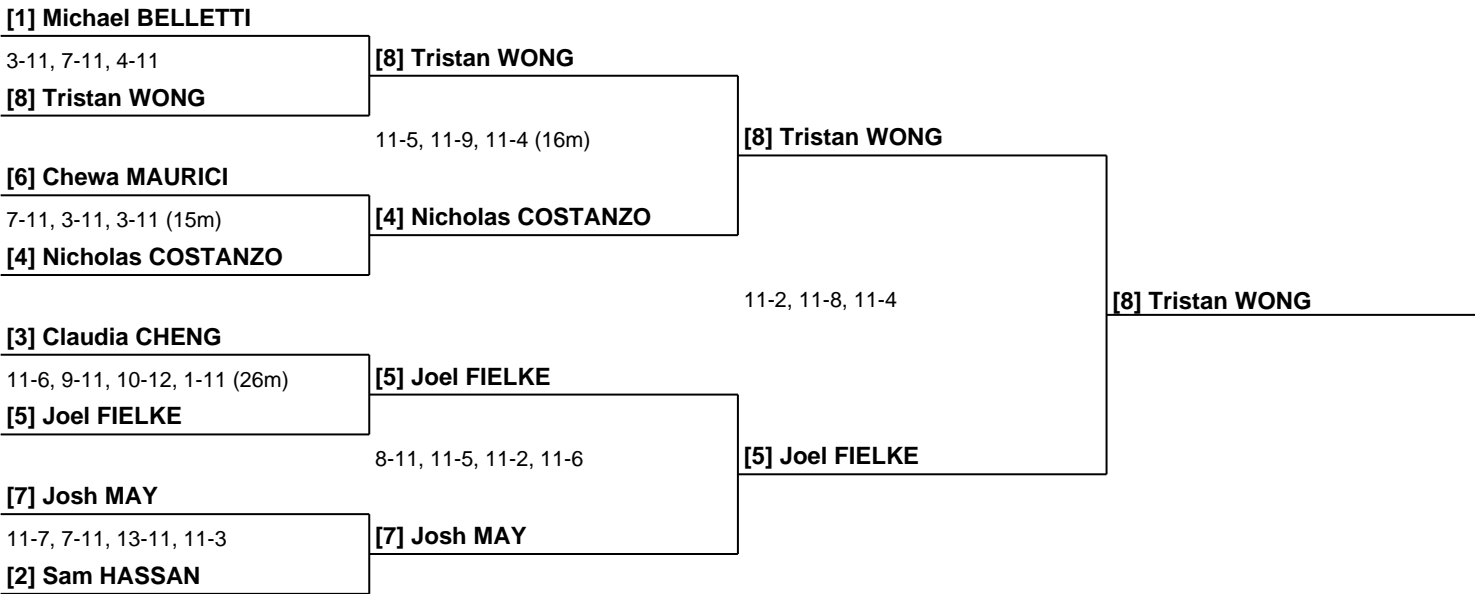 [1] Michael BELLETTI
3-11, 7-11, 4-11
[8] Tristan WONG
[8] Tristan WONG
11-5, 11-9, 11-4 (16m)
[8] Tristan WONG
[6] Chewa MAURICI
7-11, 3-11, 3-11 (15m)
[4] Nicholas COSTANZO
[4] Nicholas COSTANZO
11-2, 11-8, 11-4
[8] Tristan WONG
[3] Claudia CHENG
11-6, 9-11, 10-12, 1-11 (26m)
[5] Joel FIELKE
[5] Joel FIELKE
8-11, 11-5, 11-2, 11-6
[5] Joel FIELKE
[7] Josh MAY
11-7, 7-11, 13-11, 11-3
[7] Josh MAY
[2] Sam HASSAN